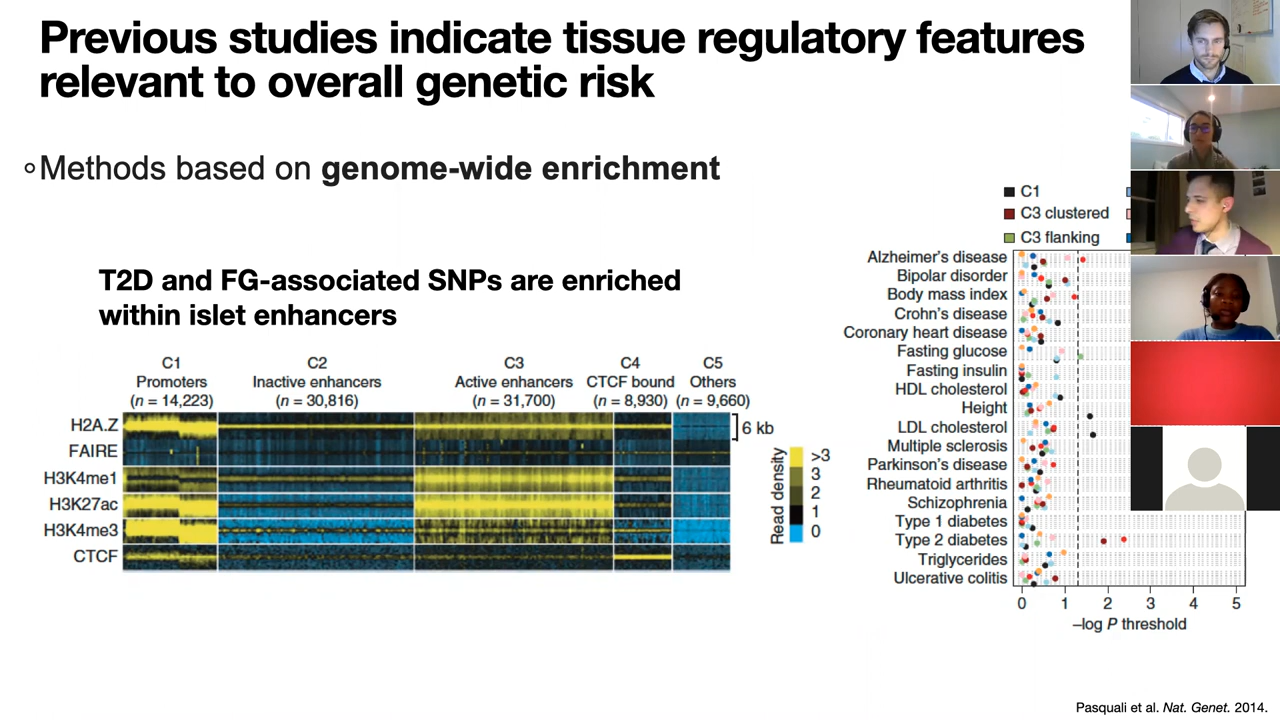 Previous studies indicate tissue regulatory features
relevant to overall genetic risk
◦Methods based on genome-wide enrichment
T2D and FG-associated SNPs are enriched
within islet enhancers
C1
Promoters
(n = 14,223)
C2
Inactive enhancers
(n = 30,816)
C3
Active enhancers
(n = 31,700)
C4
CTCF bound
(n = 8,930)
C5
Others
(n = 9,660)
H2A.Z
FAIRE
H3K4me1
H3K27ac
H3K4me3
CTCF
6 kb
Read density
>3
3
2
1
0
C1
C3 clustered
C3 flanking
Alzheimer's disease
Bipolar disorder
Body mass index
Crohn's disease
Coronary heart disease
Fasting glucose
Fasting insulin
HDL cholesterol
Height
LDL cholesterol
Multiple sclerosis
Parkinson's disease
Rheumatoid arthritis
Schizophrenia
Type 1 diabetes
Type 2 diabetes
Triglycerides
Ulcerative colitis
0 1 2 3 4 5
–log P threshold
Pasquali et al. Nat. Genet. 2014.